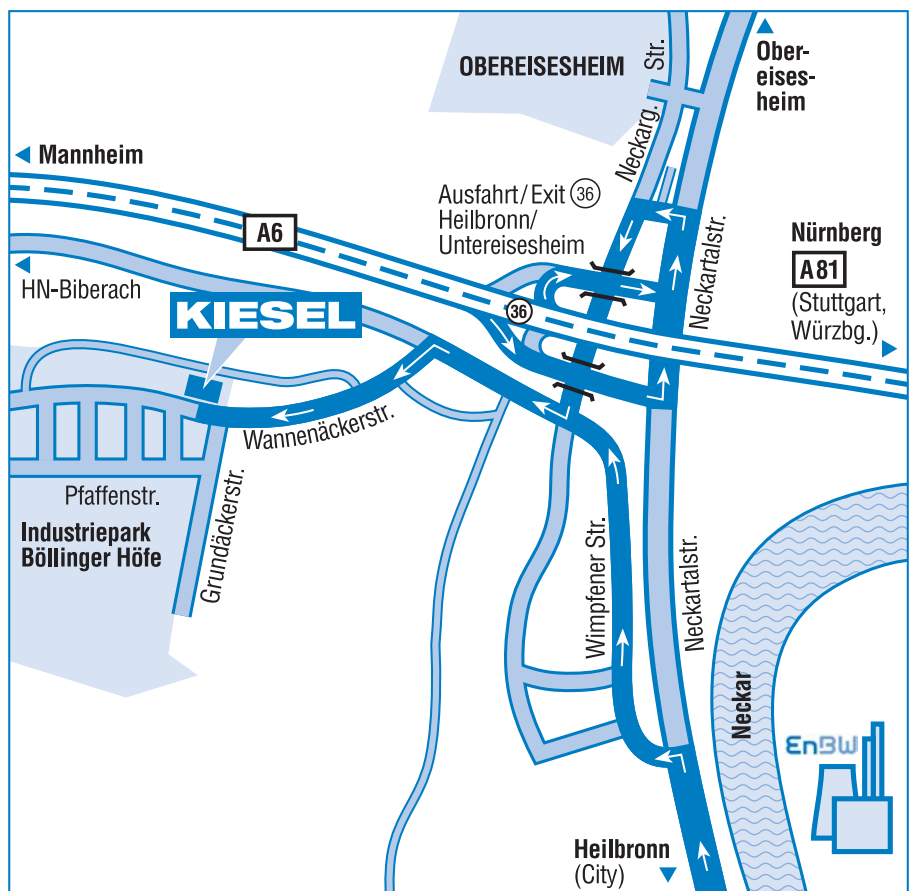 OBEREISESHEIM
Neckarg. Str.
Ober-
eises-
heim
Mannheim
Ausfahrt/Exit 36
Heilbronn/
Untereisesheim
A6
Neckartalstr.
Nürnberg
A 81
(Stuttgart,
Würzbg.)
HN-Biberach
KIESEL
36
Wannenäckerstr.
Pfaffenstr.
Grundäckerstr.
Industriepark
Böllinger Höfe
Wimpfener Str.
Neckartalstr.
Neckar
EnBW
Heilbronn
(City)